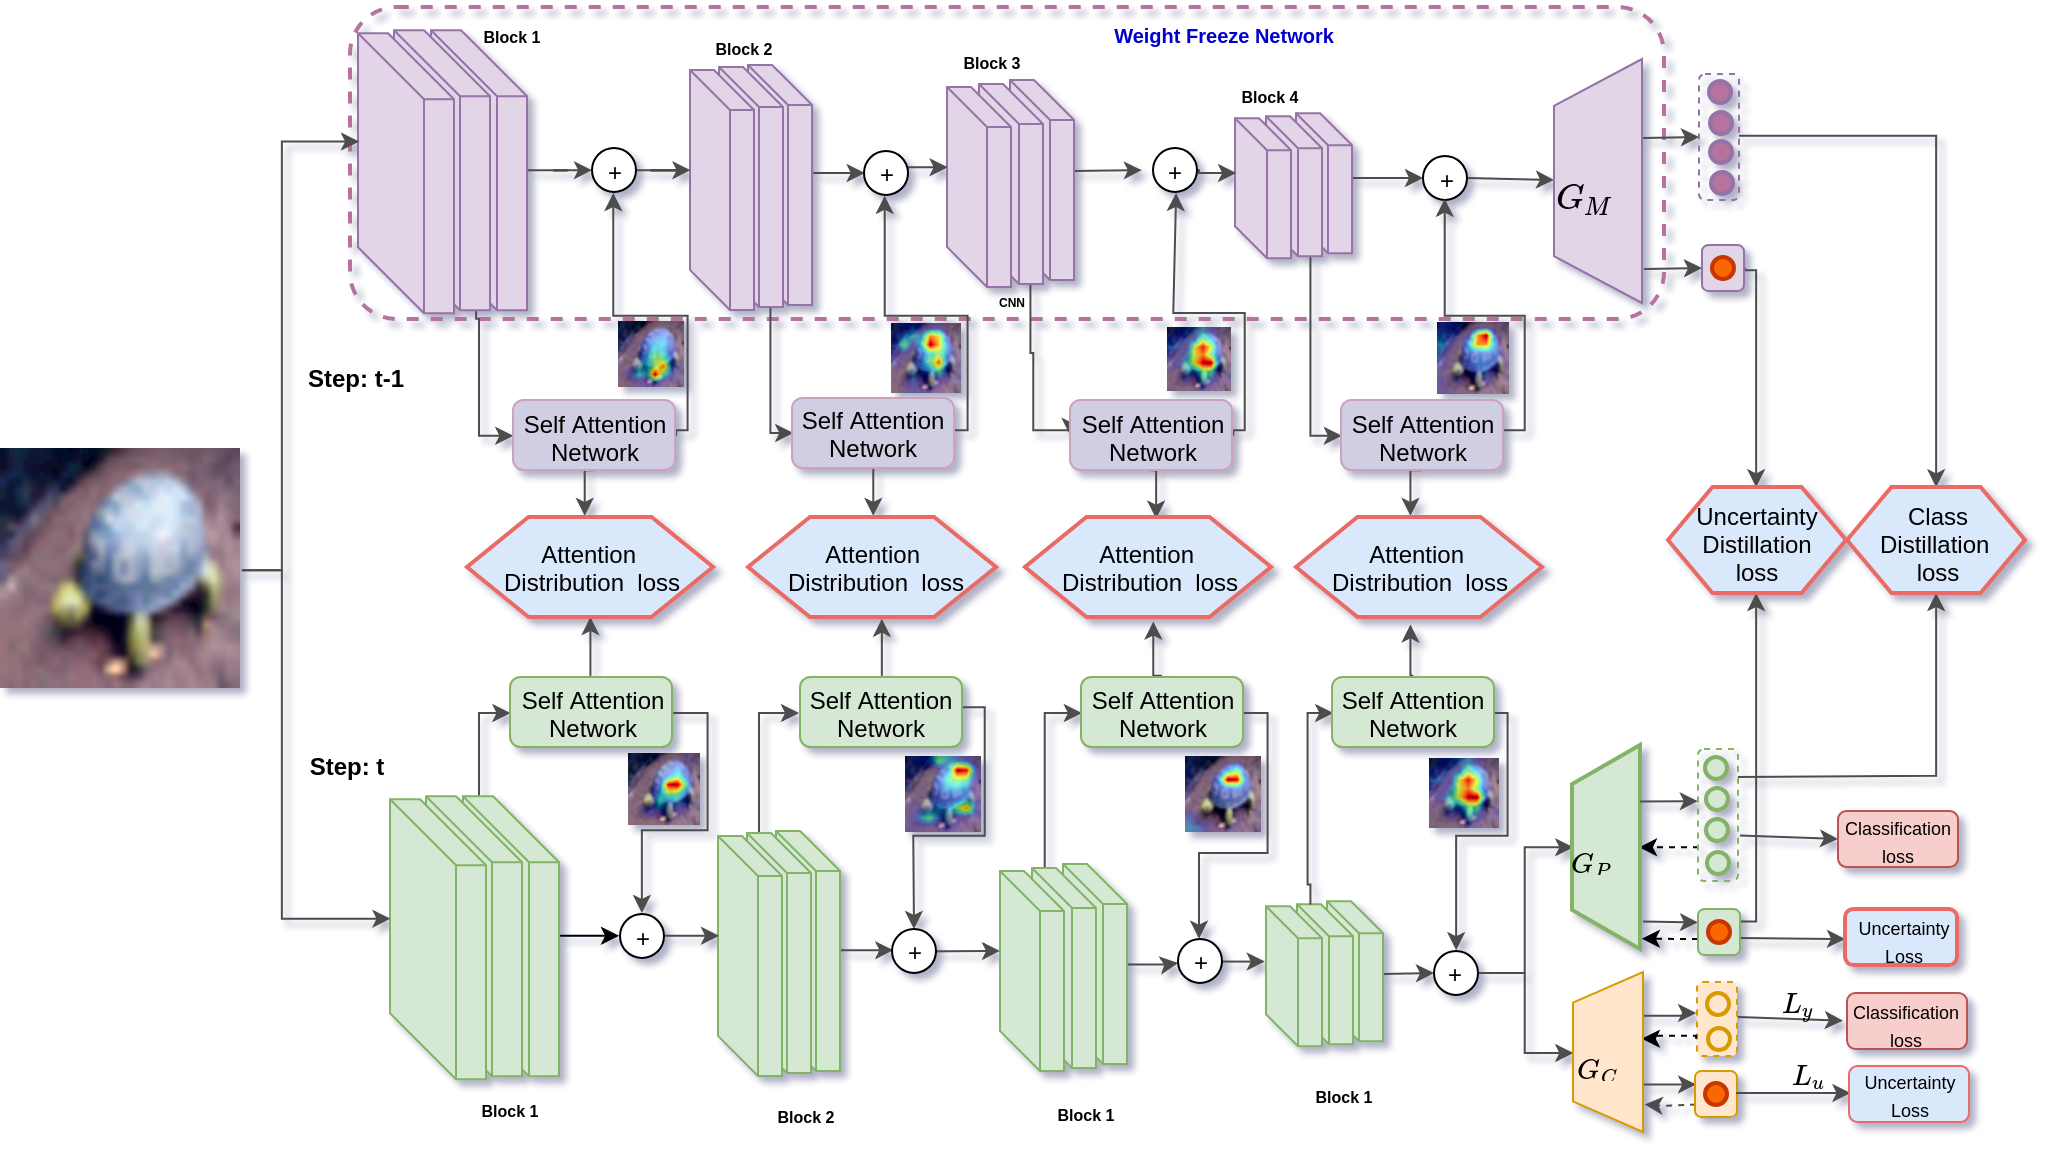 Block 1
Block 2
Block 3
Block 4
Weight Freeze Network
+
+
+
+
G_M
CNN
Step: t-1
Self Attention
Network
Self Attention
Network
Self Attention
Network
Self Attention
Network
Attention
Distribution loss
Attention
Distribution loss
Attention
Distribution loss
Attention
Distribution loss
Uncertainty
Distillation
loss
Class
Distillation
loss
Self Attention
Network
Self Attention
Network
Self Attention
Network
Self Attention
Network
Step: t
+
+
+
+
G_P
Classification
loss
Uncertainty
Loss
G_C
L_y
Classification
loss
L_u
Uncertainty
Loss
Block 1
Block 2
Block 1
Block 1